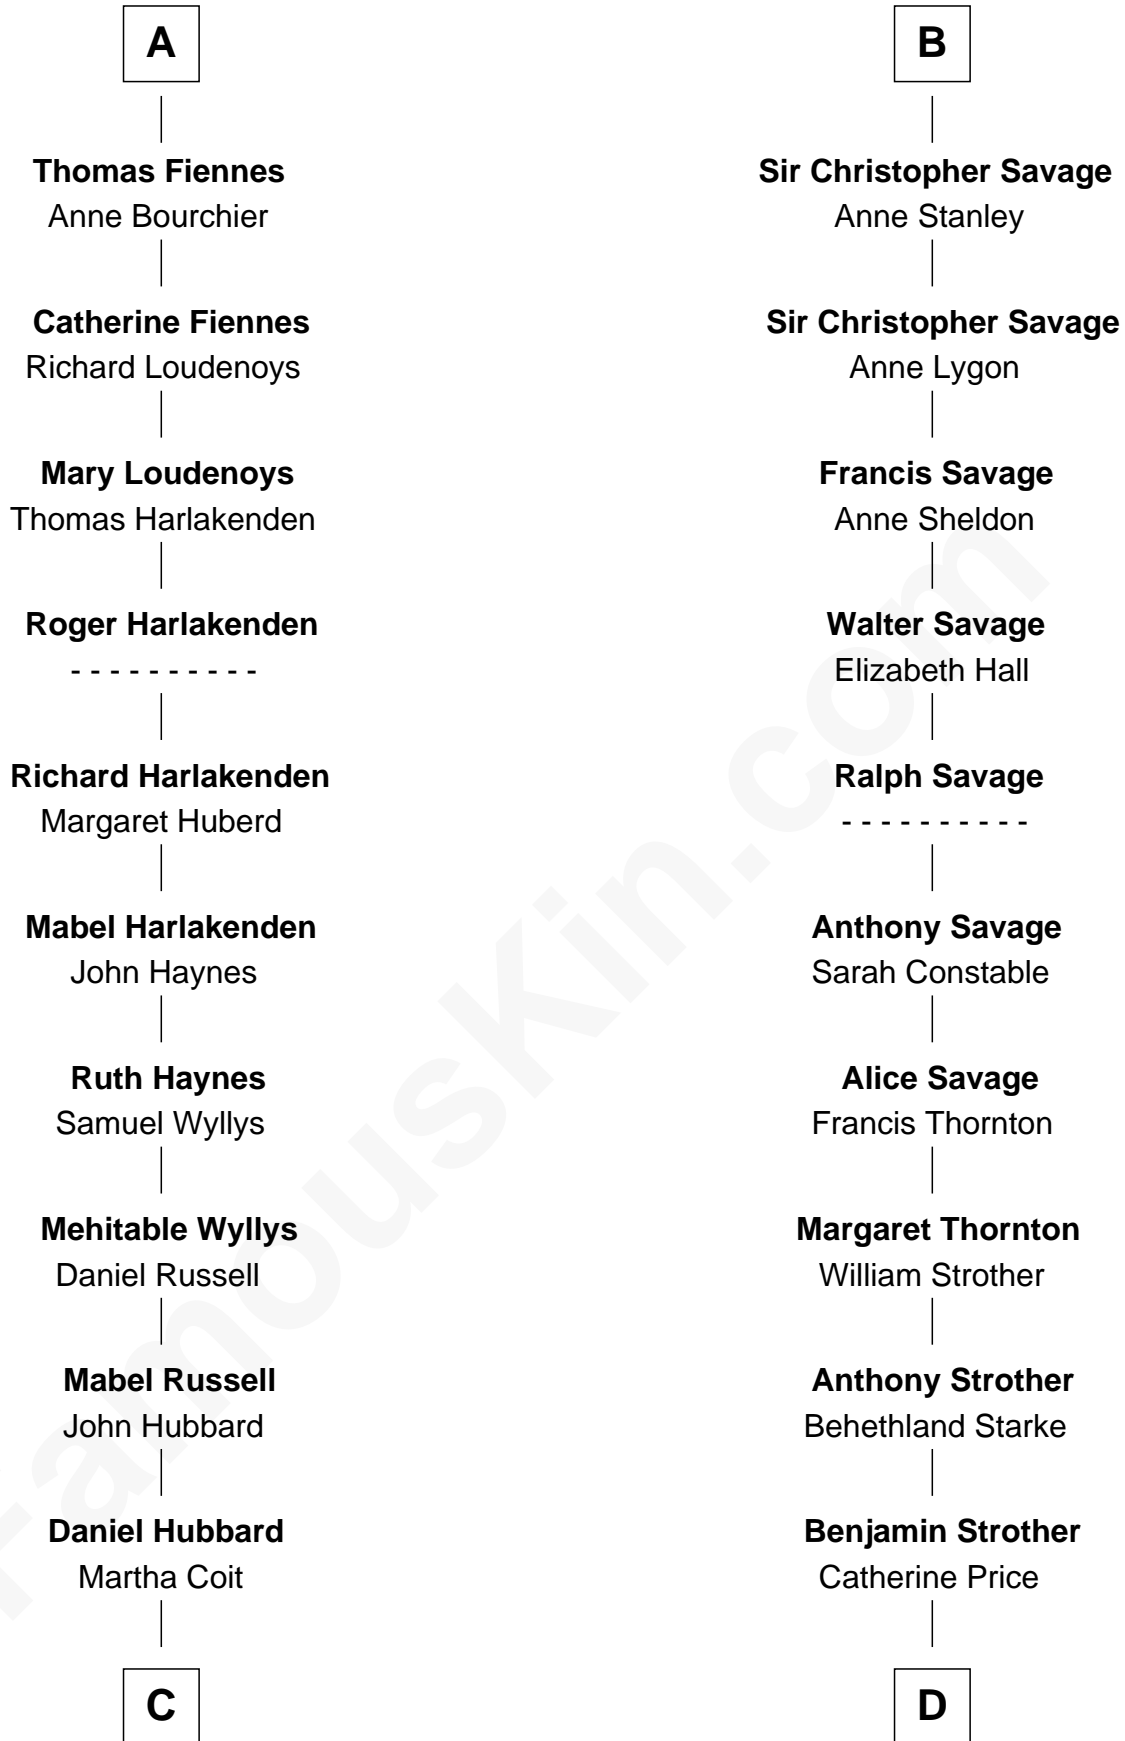 A
Thomas Fiennes
Anne Bourchier
Catherine Fiennes
Richard Loudenoys
Mary Loudenoys
Thomas Harlakenden
Roger Harlakenden
- - - - - - - - - -
Richard Harlakenden
Margaret Huberd
Mabel Harlakenden
John Haynes
Ruth Haynes
Samuel Wyllys
Mehitable Wyllys
Daniel Russell
Mabel Russell
John Hubbard
Daniel Hubbard
Martha Coit
C
B
Sir Christopher Savage
Anne Stanley
Sir Christopher Savage
Anne Lygon
Francis Savage
Anne Sheldon
Walter Savage
Elizabeth Hall
Ralph Savage
- - - - - - - - - -
Anthony Savage
Sarah Constable
Alice Savage
Francis Thornton
Margaret Thornton
William Strother
Anthony Strother
Behethland Starke
Benjamin Strother
Catherine Price
D
FamousKin.com